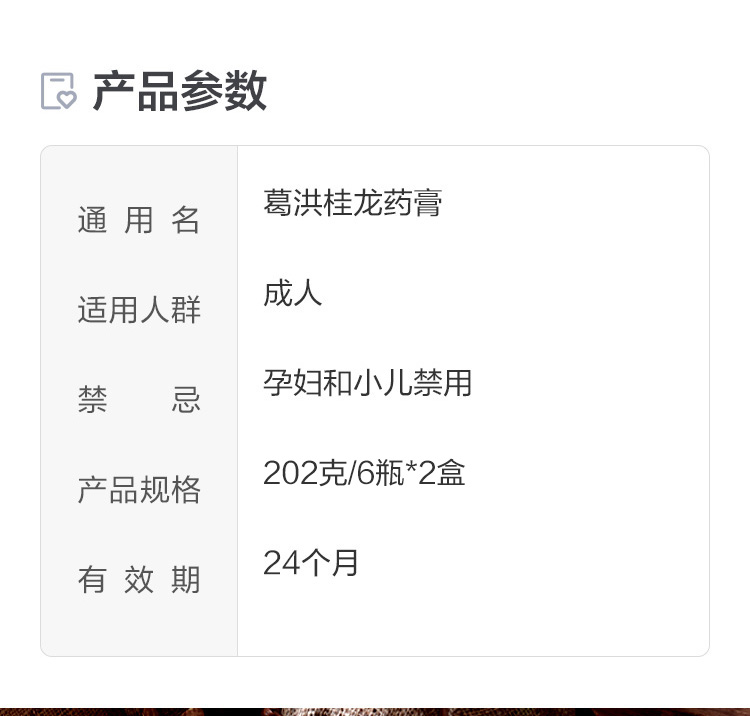 产品参数
通用名 葛洪桂龙药膏
适用人群 成人
禁忌 孕妇和小儿禁用
产品规格 202克/6瓶*2盒
有效期 24个月